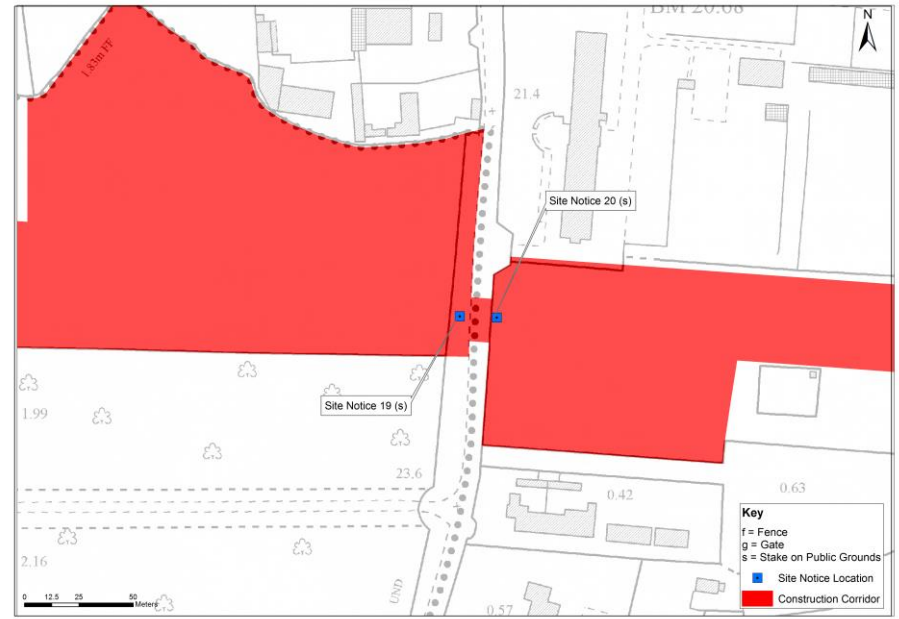 BM 20.08
N
1.83m FF
21.4
Site Notice 20 (s)
Site Notice 19 (s)
1.99
23.6
0.42
0.63
2.16
UND
0.57
Key
f = Fence
g = Gate
s = Stake on Public Grounds
Site Notice Location
Construction Corridor
0 12.5 25 50
Meters